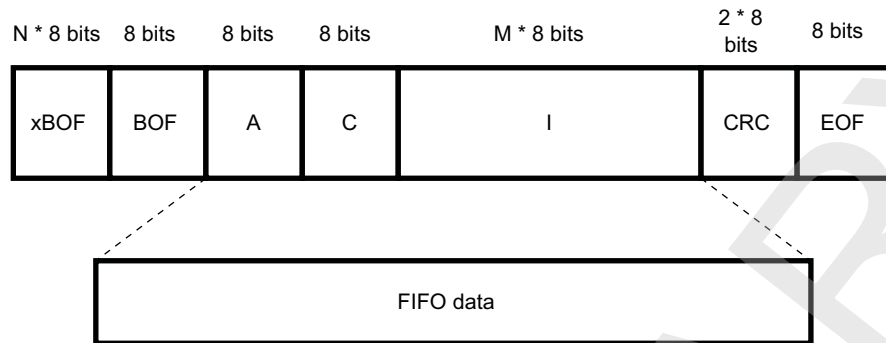 N * 8 bits 8 bits 8 bits 8 bits M * 8 bits 2 * 8 bits 8 bits
xBOF BOF A C I CRC EOF
FIFO data